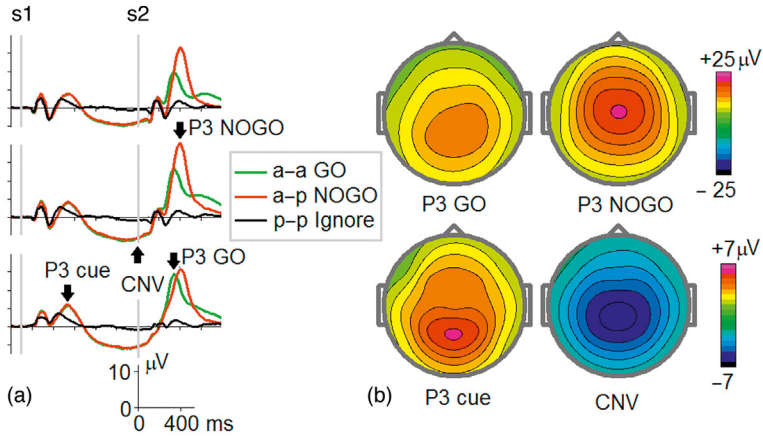 s1 s2
P3 NOGO
a–a GO
a–p NOGO
p–p Ignore
P3 cue
CNV
P3 GO
10
μV
0
0 400 ms
(a)
+25 μV
– 25
P3 GO P3 NOGO
+7 μV
–7
P3 cue CNV
(b)